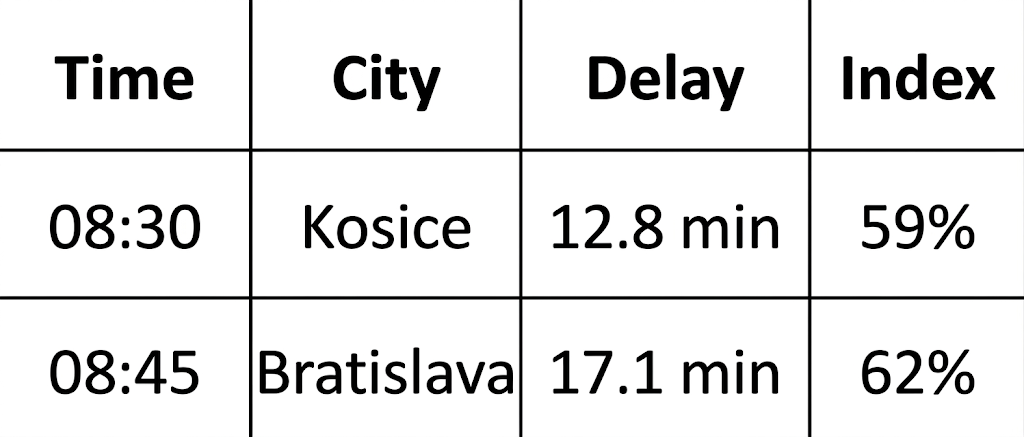 Time City Delay Index
08:30 Kosice 12.8 min 59%
08:45 Bratislava 17.1 min 62%